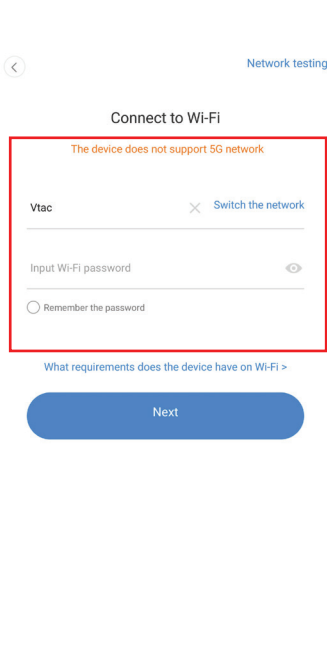 Network testing
Connect to Wi-Fi
The device does not support 5G network
Vtac
Switch the network
Input Wi-Fi password
Remember the password
What requirements does the device have on Wi-Fi >
Next